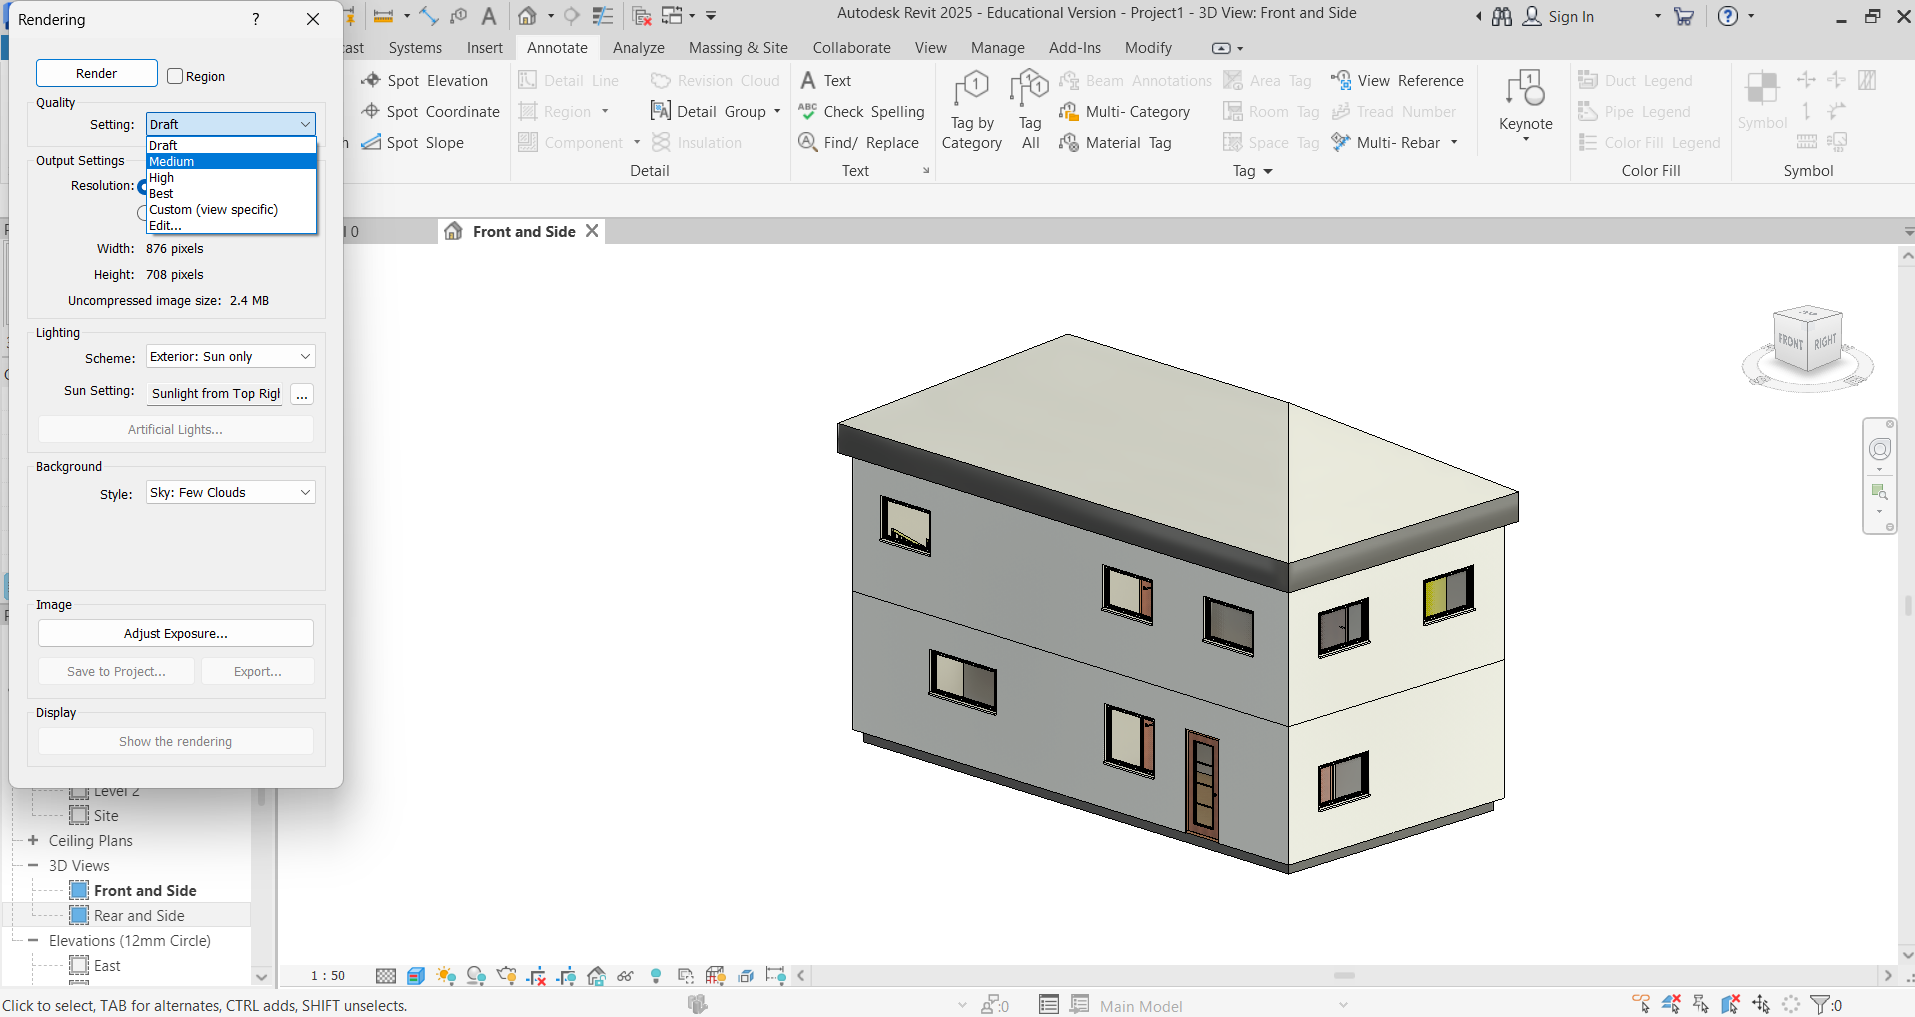 Rendering ? 
Autodesk Revit 2025 - Educational Version - Project1 - 3D View: Front and Side
Sign In
Systems Insert Annotate Analyze Massing & Site Collaborate View Manage Add-Ins Modify
Render
Region
Quality
Setting: Draft
Draft
Medium
High
Best
Custom (view specific)
Edit...
Output Settings
Resolution:
Width: 876 pixels
Height: 708 pixels
Uncompressed image size: 2.4 MB
Lighting
Scheme: Exterior: Sun only
Sun Setting: Sunlight from Top Righ
...
Artificial Lights...
Background
Style: Sky: Few Clouds
Image
Adjust Exposure...
Save to Project... Export...
Display
Show the rendering
Spot Elevation
Spot Coordinate
Spot Slope
Detail Line
Region
Component
Revision Cloud
Detail Group
Insulation
Detail
Text
ABC Check Spelling
Find/ Replace
Text
Tag by Category
Tag All
Beam Annotations
Multi- Category
Material Tag
Area Tag
Room Tag
Space Tag
View Reference
Tread Number
Multi- Rebar
Tag
Keynote
Duct Legend
Pipe Legend
Color Fill Legend
Color Fill
Symbol
Symbol
Front and Side
FRONT RIGHT
Level 2
Site
Ceiling Plans
3D Views
Front and Side
Rear and Side
Elevations (12mm Circle)
East
1 : 50
Click to select, TAB for alternates, CTRL adds, SHIFT unselects.
:0
Main Model
:0